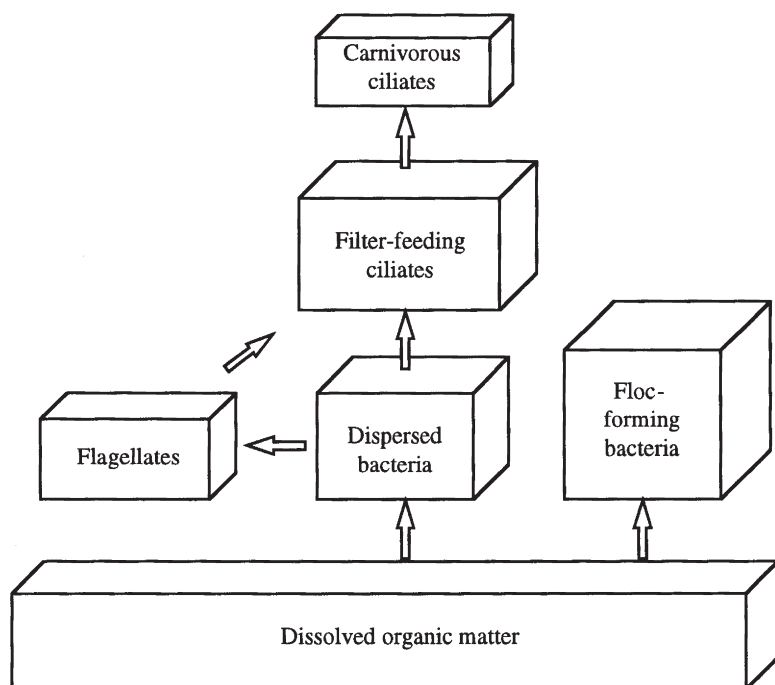 Carnivorous
ciliates
Filter-feeding
ciliates
Flagellates
Dispersed
bacteria
Floc-
forming
bacteria
Dissolved organic matter